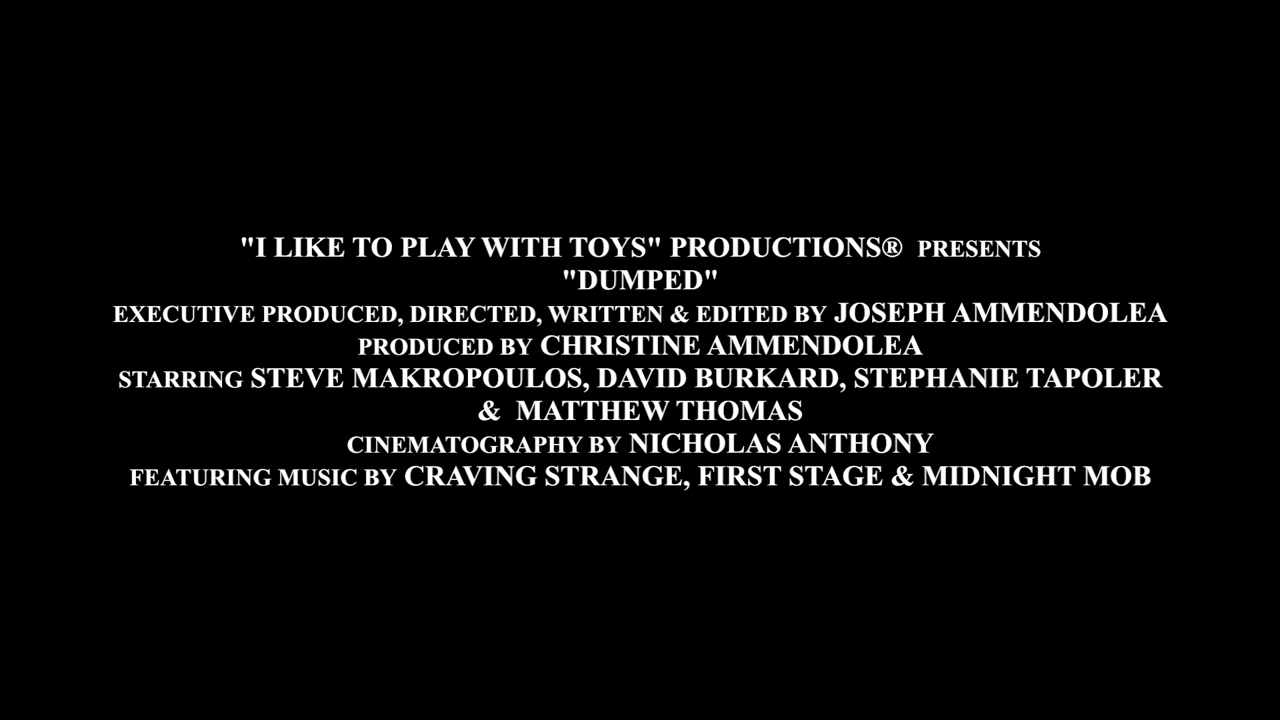 "I LIKE TO PLAY WITH TOYS" PRODUCTIONS® PRESENTS
"DUMPED"
EXECUTIVE PRODUCED, DIRECTED, WRITTEN & EDITED BY JOSEPH AMMENDOLEA
PRODUCED BY CHRISTINE AMMENDOLEA
STARRING STEVE MAKROPOULOS, DAVID BURKARD, STEPHANIE TAPOLER
& MATTHEW THOMAS
CINEMATOGRAPHY BY NICHOLAS ANTHONY
FEATURING MUSIC BY CRAVING STRANGE, FIRST STAGE & MIDNIGHT MOB